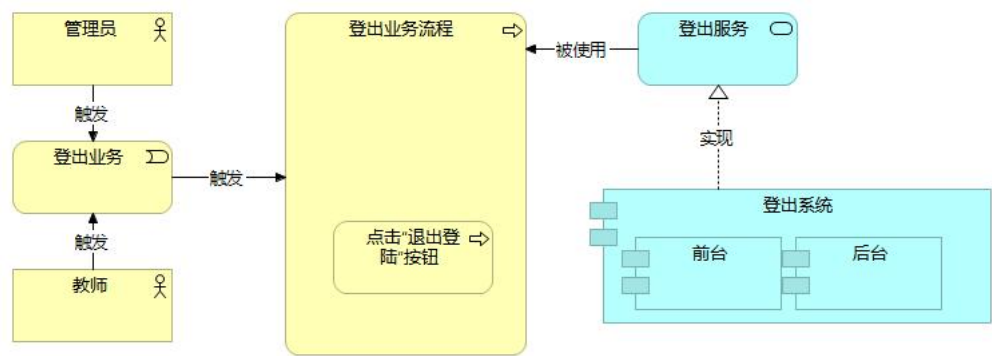 管理员
触发
登出业务
触发
教师
触发
登出业务流程
点击“退出登
陆”按钮
被使用
登出服务
实现
登出系统
前台
后台